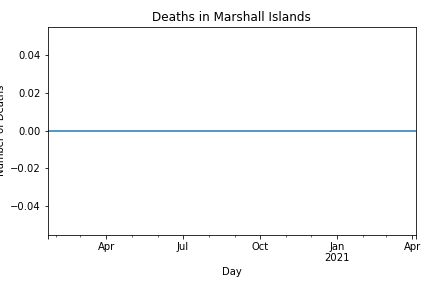 Deaths in Marshall Islands
0.04
0.02
0.00
−0.02
−0.04
Number of Deaths
Apr Jul Oct Jan Apr
2021
Day